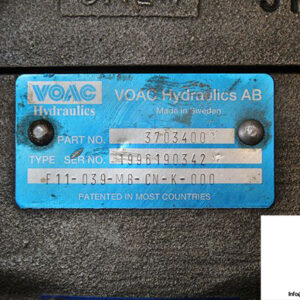 VOAC
Hydraulics
VOAC Hydraulics AB
Made in Sweden
PART NO. 3703400
TYPE SER NO. 1996190342
F11-039-MB-CN-K-000
PATENTED IN MOST COUNTRIES